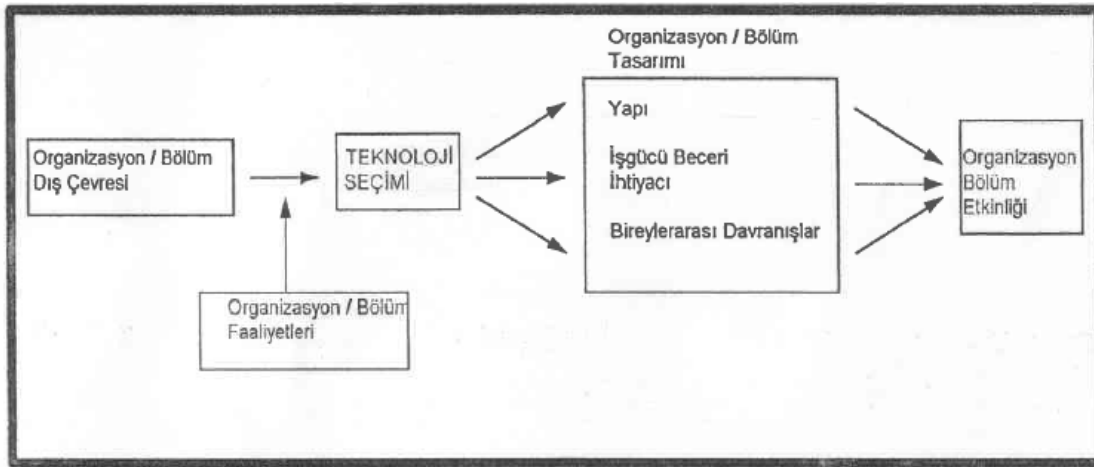 Organizasyon / Bölüm
Tasarımı
Organizasyon / Bölüm
Dış Çevresi
TEKNOLOJİ
SEÇİMİ
Yapı
İşgücü Beceri
İhtiyacı
Bireylerarası Davranışlar
Organizasyon
Bölüm
Etkinliği
Organizasyon / Bölüm
Faaliyetleri